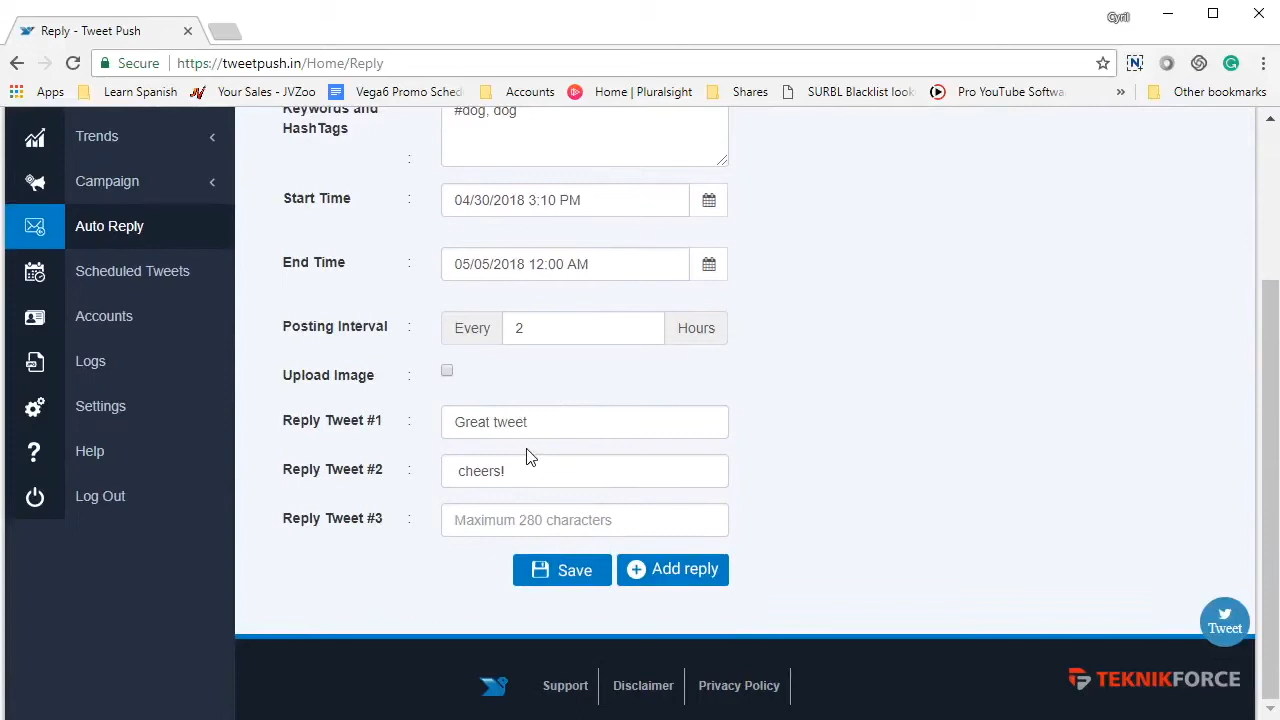 Cyril
Reply - Tweet Push
Secure https://tweetpush.in/Home/Reply
Apps Learn Spanish Your Sales - JVZoo Vega6 Promo Sched Accounts Home | Pluralsight Shares SURBL Blacklist Look Pro YouTube Softwa » Other bookmarks
Trends
Campaign
Auto Reply
Scheduled Tweets
Accounts
Logs
Settings
Help
Log Out
Keywords and
HashTags :
#dog, dog
Start Time : 04/30/2018 3:10 PM
End Time : 05/05/2018 12:00 AM
Posting Interval : Every 2 Hours
Upload Image :
Reply Tweet #1 : Great tweet
Reply Tweet #2 : cheers!
Reply Tweet #3 : Maximum 280 characters
Save Add reply
Tweet
Support Disclaimer Privacy Policy
TEKNIKFORCE